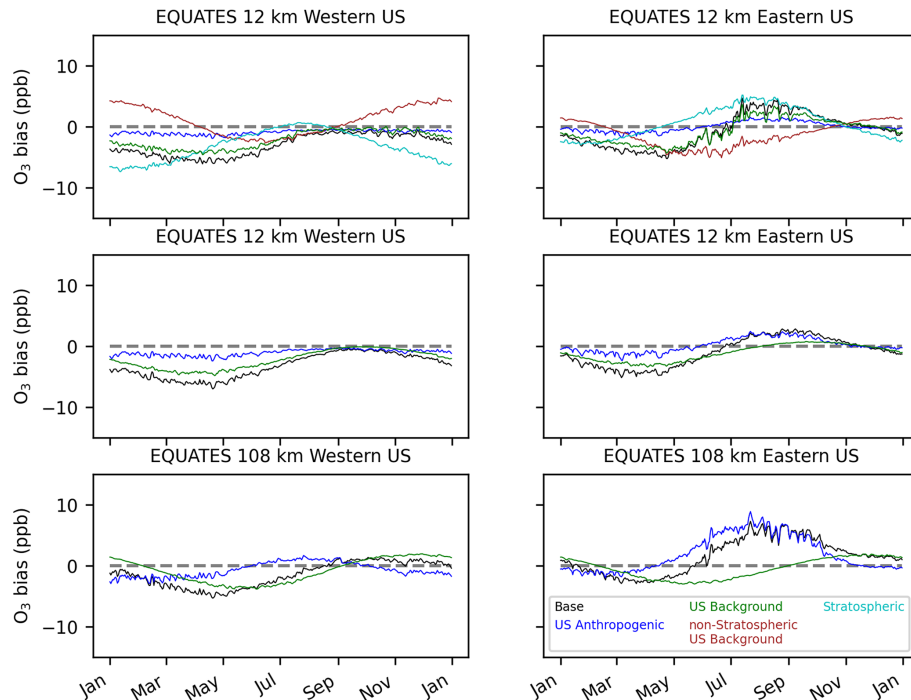 EQUATES 12 km Western US
EQUATES 12 km Eastern US
O₃ bias (ppb)
10
0
−10
EQUATES 12 km Western US
EQUATES 12 km Eastern US
O₃ bias (ppb)
10
0
−10
EQUATES 108 km Western US
EQUATES 108 km Eastern US
O₃ bias (ppb)
10
0
−10
Base
US Anthropogenic
US Background
non-Stratospheric
US Background
Stratospheric
Jan
Mar
May
Jul
Sep
Nov
Jan
Jan
Mar
May
Jul
Sep
Nov
Jan